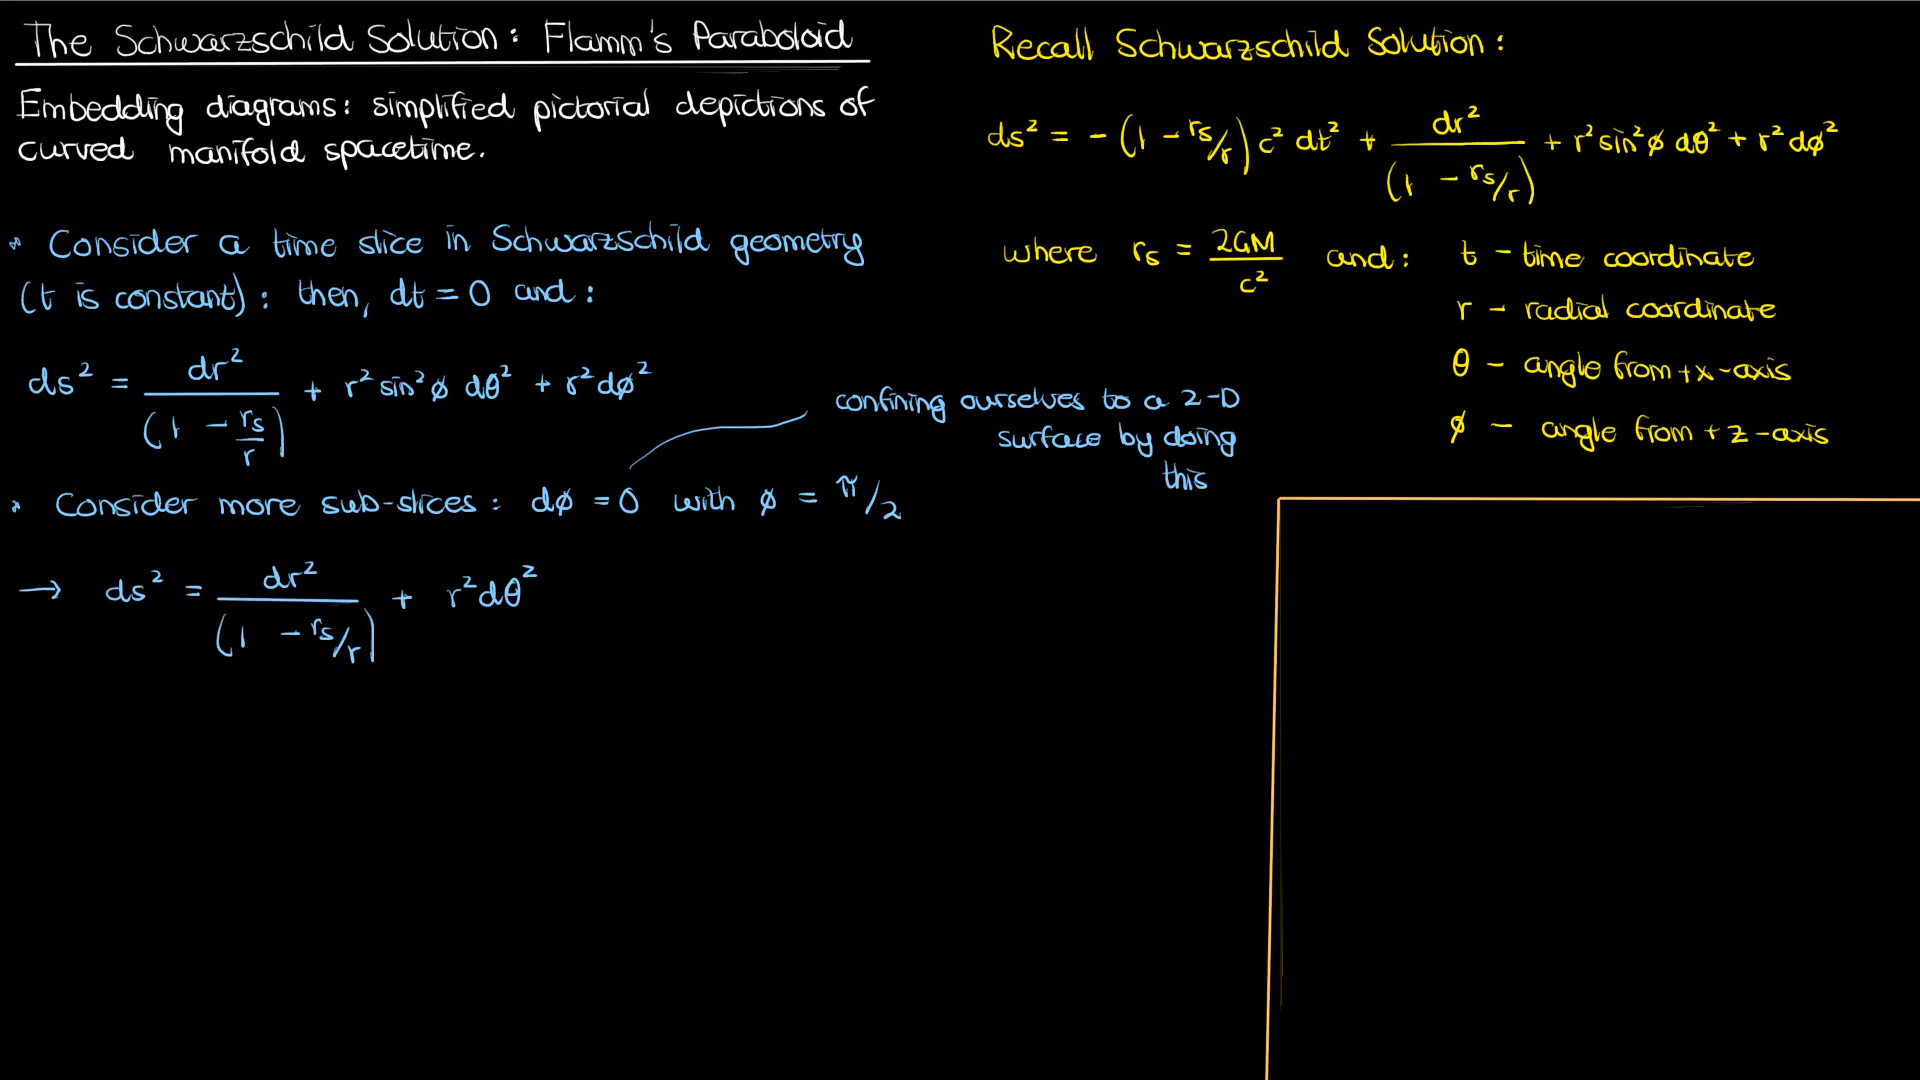 The Schwarzschild Solution: Flamm's Paraboloid
Embedding diagrams: simplified pictorial depictions of
curved manifold spacetime.
* Consider a time slice in Schwarzschild geometry
(t is constant): then, dt = 0 and:
ds² = dr² / (1 - rs/r) + r² sin²ϕ dθ² + r² dϕ²
confining ourselves to a 2-D
surface by doing
this
* Consider more sub-slices: dϕ = 0 with ϕ = π/2
→ ds² = dr² / (1 - rs/r) + r² dθ²
Recall Schwarzschild Solution:
ds² = - (1 - rs/r) c² dt² + dr² / (1 - rs/r) + r² sin²ϕ dθ² + r² dϕ²
where rs = 2GM / c² and: t - time coordinate
r - radial coordinate
θ - angle from +x-axis
ϕ - angle from +z-axis